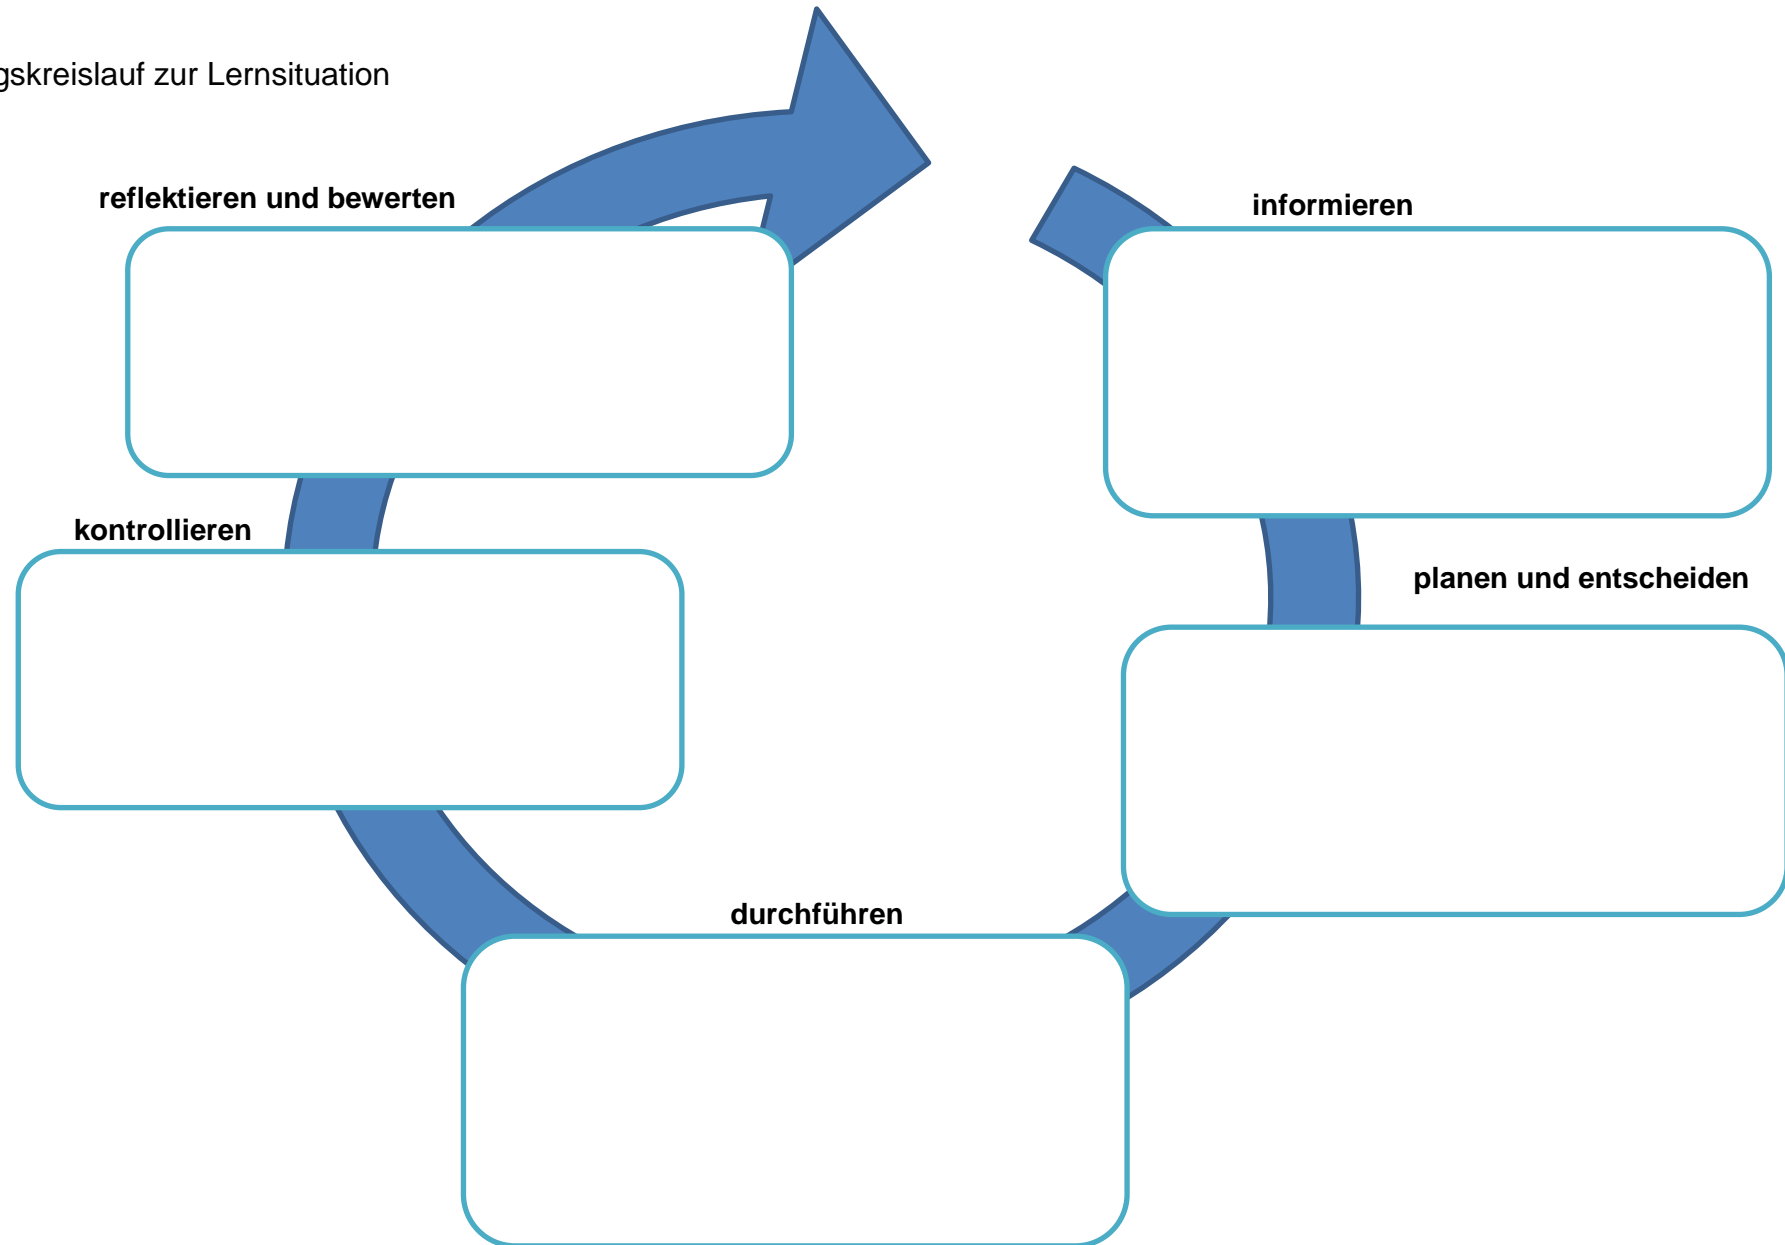 gskreislauf zur Lernsituation
reflektieren und bewerten
informieren
kontrollieren
planen und entscheiden
durchführen